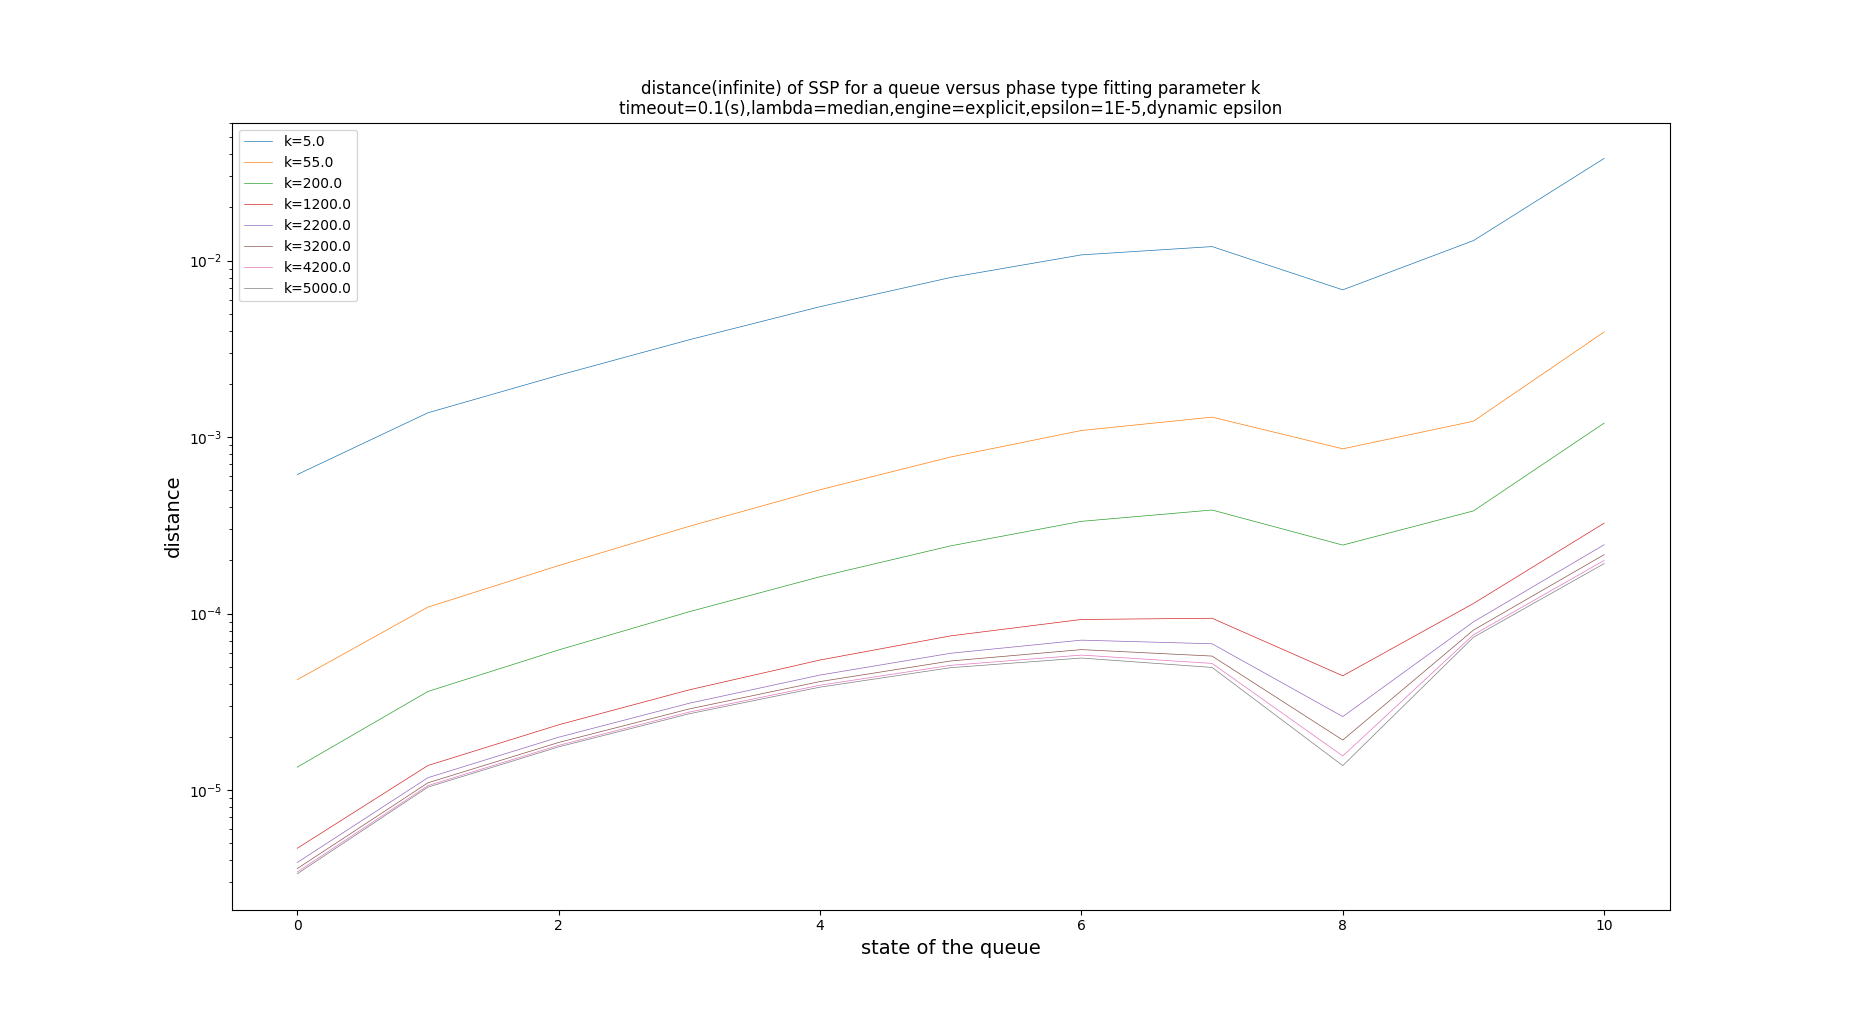 distance(infinite) of SSP for a queue versus phase type fitting parameter k
timeout=0.1(s),lambda=median,engine=explicit,epsilon=1E-5,dynamic epsilon
k=5.0
k=55.0
k=200.0
k=1200.0
k=2200.0
k=3200.0
k=4200.0
k=5000.0
10⁻²
10⁻³
10⁻⁴
10⁻⁵
distance
0 2 4 6 8 10
state of the queue